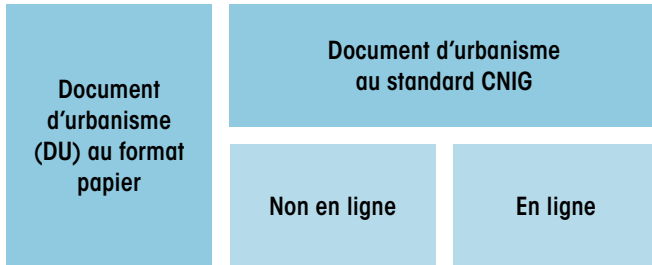 Document
d’urbanisme
(DU) au format
papier
Document d’urbanisme
au standard CNIG
Non en ligne
En ligne